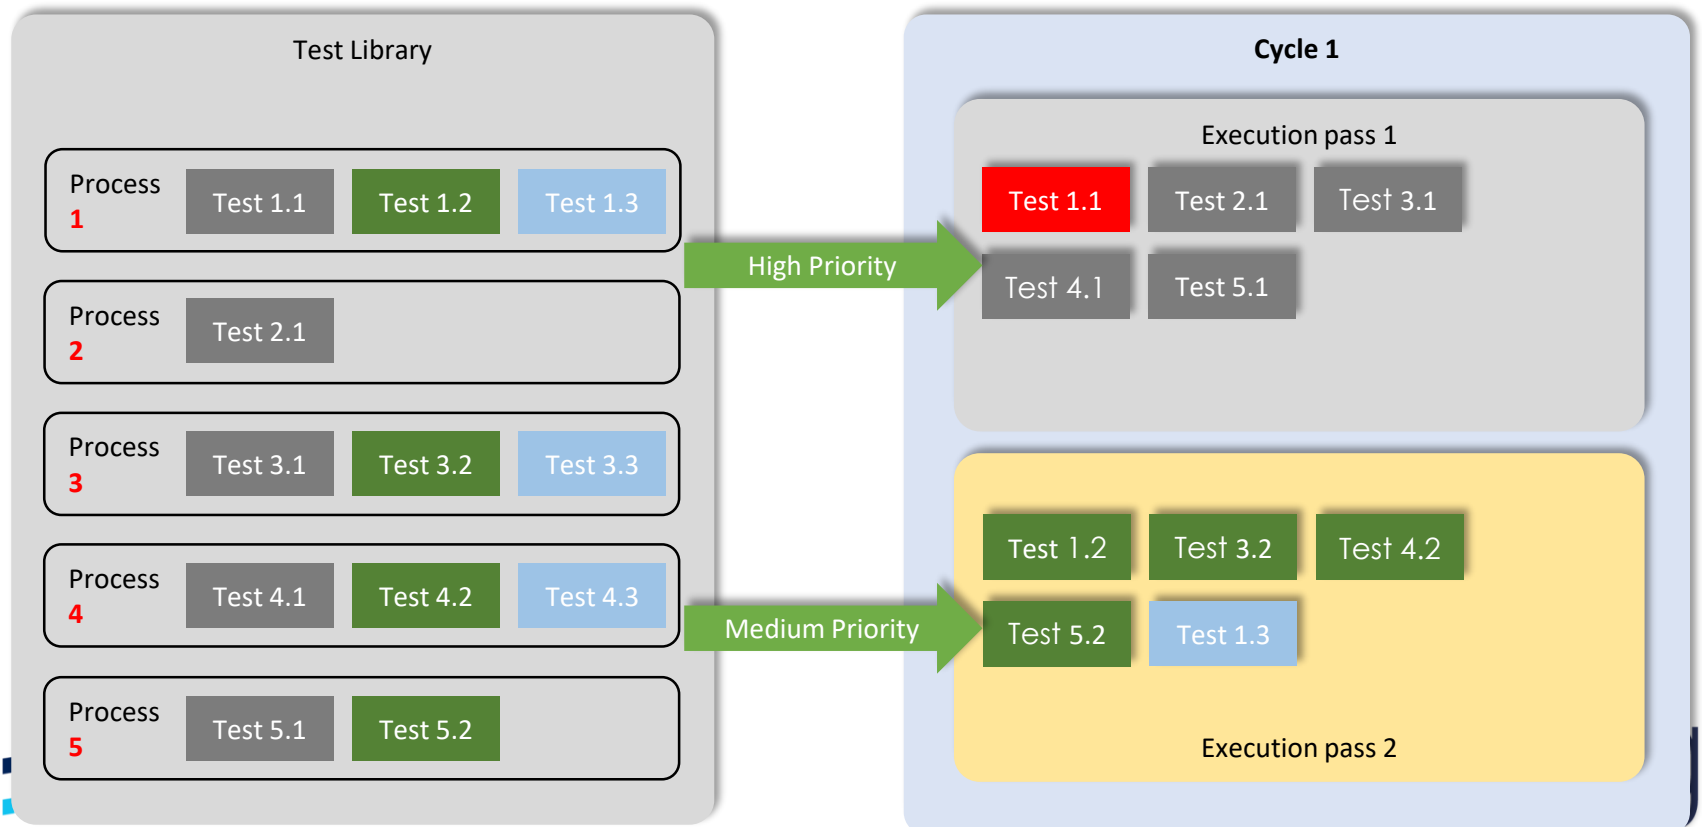 Test Library
Process
1
Test 1.1
Test 1.2
Test 1.3
Process
2
Test 2.1
Process
3
Test 3.1
Test 3.2
Test 3.3
Process
4
Test 4.1
Test 4.2
Test 4.3
Process
5
Test 5.1
Test 5.2
High Priority
Medium Priority
Cycle 1
Execution pass 1
Test 1.1
Test 2.1
Test 3.1
Test 4.1
Test 5.1
Test 1.2
Test 3.2
Test 4.2
Test 5.2
Test 1.3
Execution pass 2